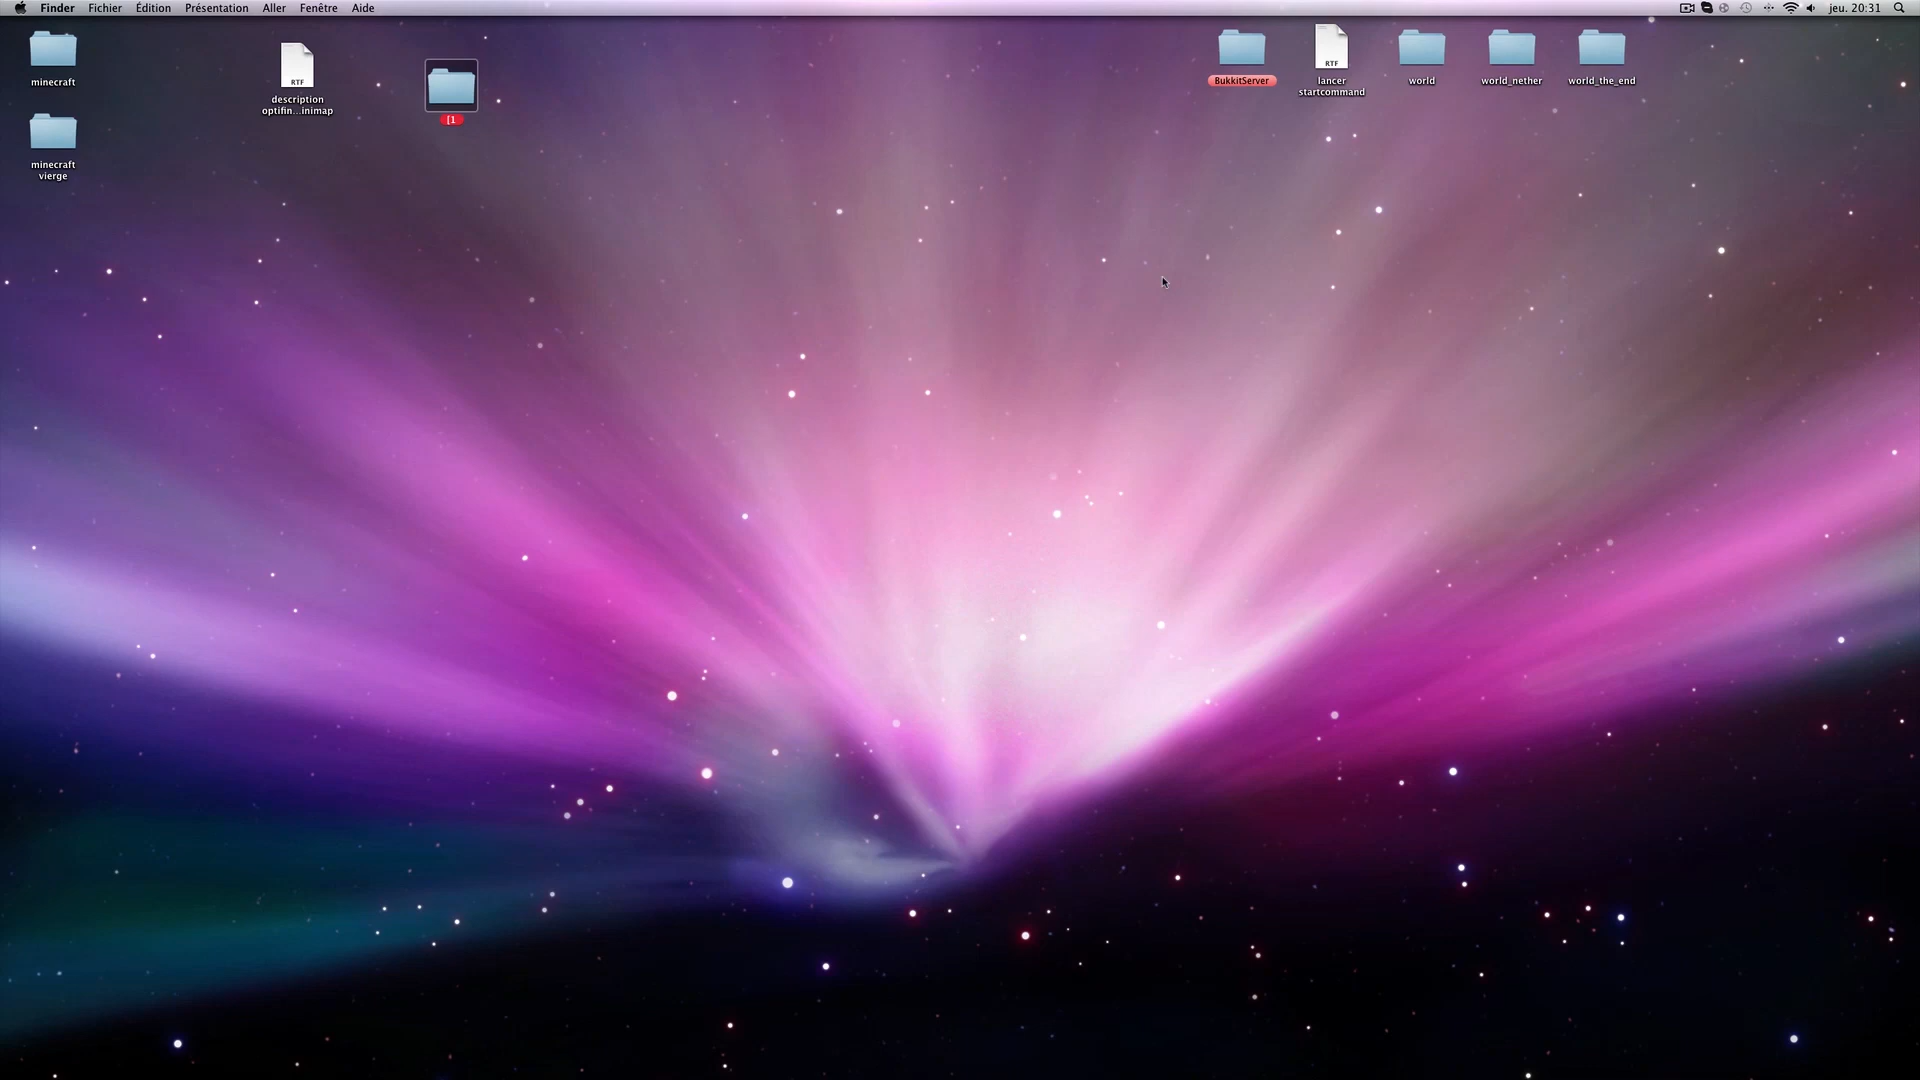 Finder Fichier Édition Présentation Aller Fenêtre Aide jeu. 20:31
minecraft
minecraft
vierge
RTF
description
optifin...inimap
[1
BukkitServer
RTF
lancer
startcommand
world
world_nether
world_the_end